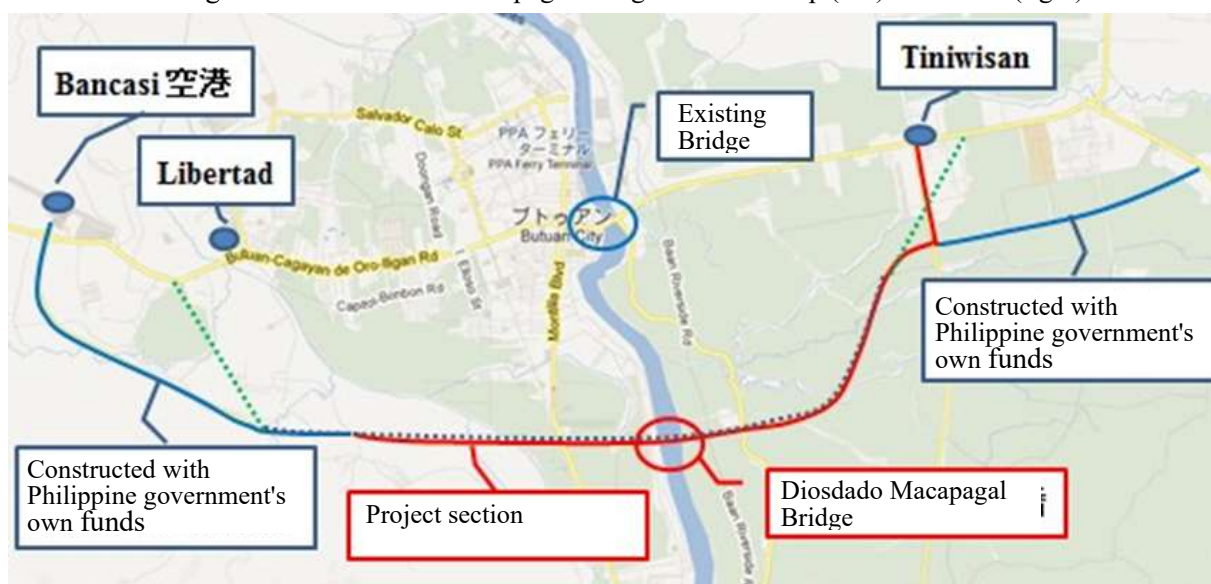 Bancasi 空港
Libertad
Tiniwisan
Existing
Bridge
Salvador Calo St.
PPA フェリー
ターミナル
PPA Ferry Terminal
Doongan Road
ブトゥアン
Butuan City
Butuan-Cagayan de Oro-Iligan Rd
Montilla Blvd
Baan Riverside Rd
Constructed with
Philippine government's
own funds
Constructed with
Philippine government's
own funds
Project section
Diosdado Macapagal
Bridge
Baan Riverside